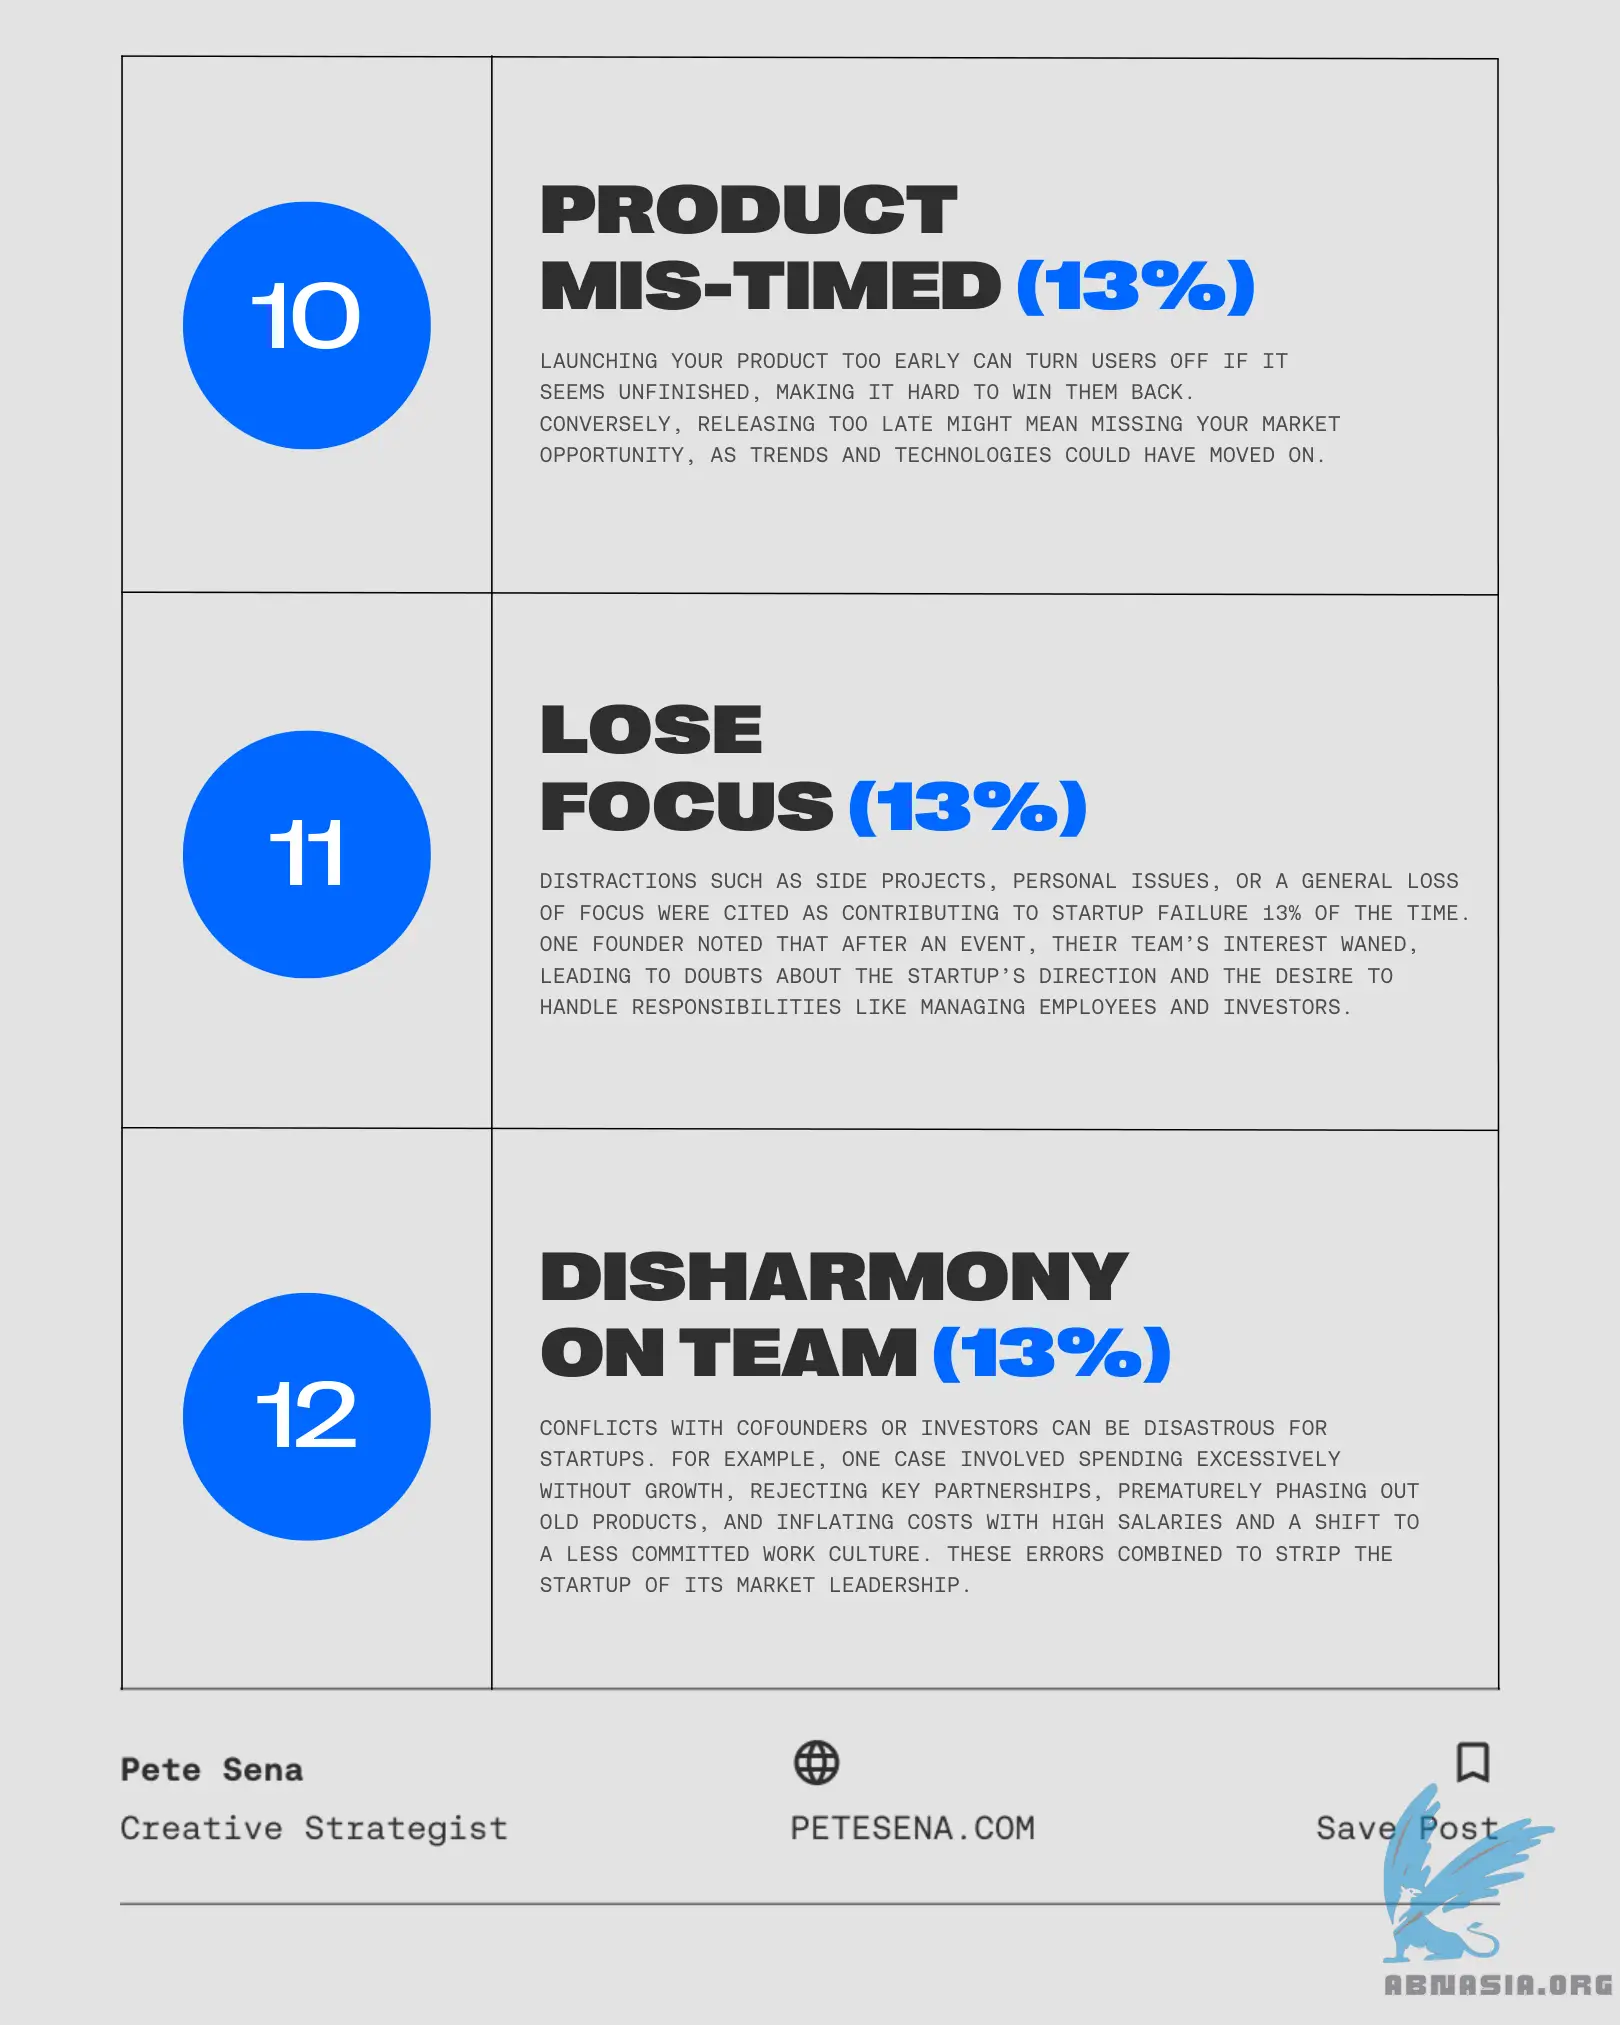 10
PRODUCT
MIS-TIMED (13%)
LAUNCHING YOUR PRODUCT TOO EARLY CAN TURN USERS OFF IF IT
SEEMS UNFINISHED, MAKING IT HARD TO WIN THEM BACK.
CONVERSELY, RELEASING TOO LATE MIGHT MEAN MISSING YOUR MARKET
OPPORTUNITY, AS TRENDS AND TECHNOLOGIES COULD HAVE MOVED ON.
11
LOSE
FOCUS (13%)
DISTRACTIONS SUCH AS SIDE PROJECTS, PERSONAL ISSUES, OR A GENERAL LOSS
OF FOCUS WERE CITED AS CONTRIBUTING TO STARTUP FAILURE 13% OF THE TIME.
ONE FOUNDER NOTED THAT AFTER AN EVENT, THEIR TEAM’S INTEREST WANED,
LEADING TO DOUBTS ABOUT THE STARTUP’S DIRECTION AND THE DESIRE TO
HANDLE RESPONSIBILITIES LIKE MANAGING EMPLOYEES AND INVESTORS.
12
DISHARMONY
ON TEAM (13%)
CONFLICTS WITH COFOUNDERS OR INVESTORS CAN BE DISASTROUS FOR
STARTUPS. FOR EXAMPLE, ONE CASE INVOLVED SPENDING EXCESSIVELY
WITHOUT GROWTH, REJECTING KEY PARTNERSHIPS, PREMATURELY PHASING OUT
OLD PRODUCTS, AND INFLATING COSTS WITH HIGH SALARIES AND A SHIFT TO
A LESS COMMITTED WORK CULTURE. THESE ERRORS COMBINED TO STRIP THE
STARTUP OF ITS MARKET LEADERSHIP.
Pete Sena
Creative Strategist
PETESENA.COM
Save Post
ABNASIA.ORG